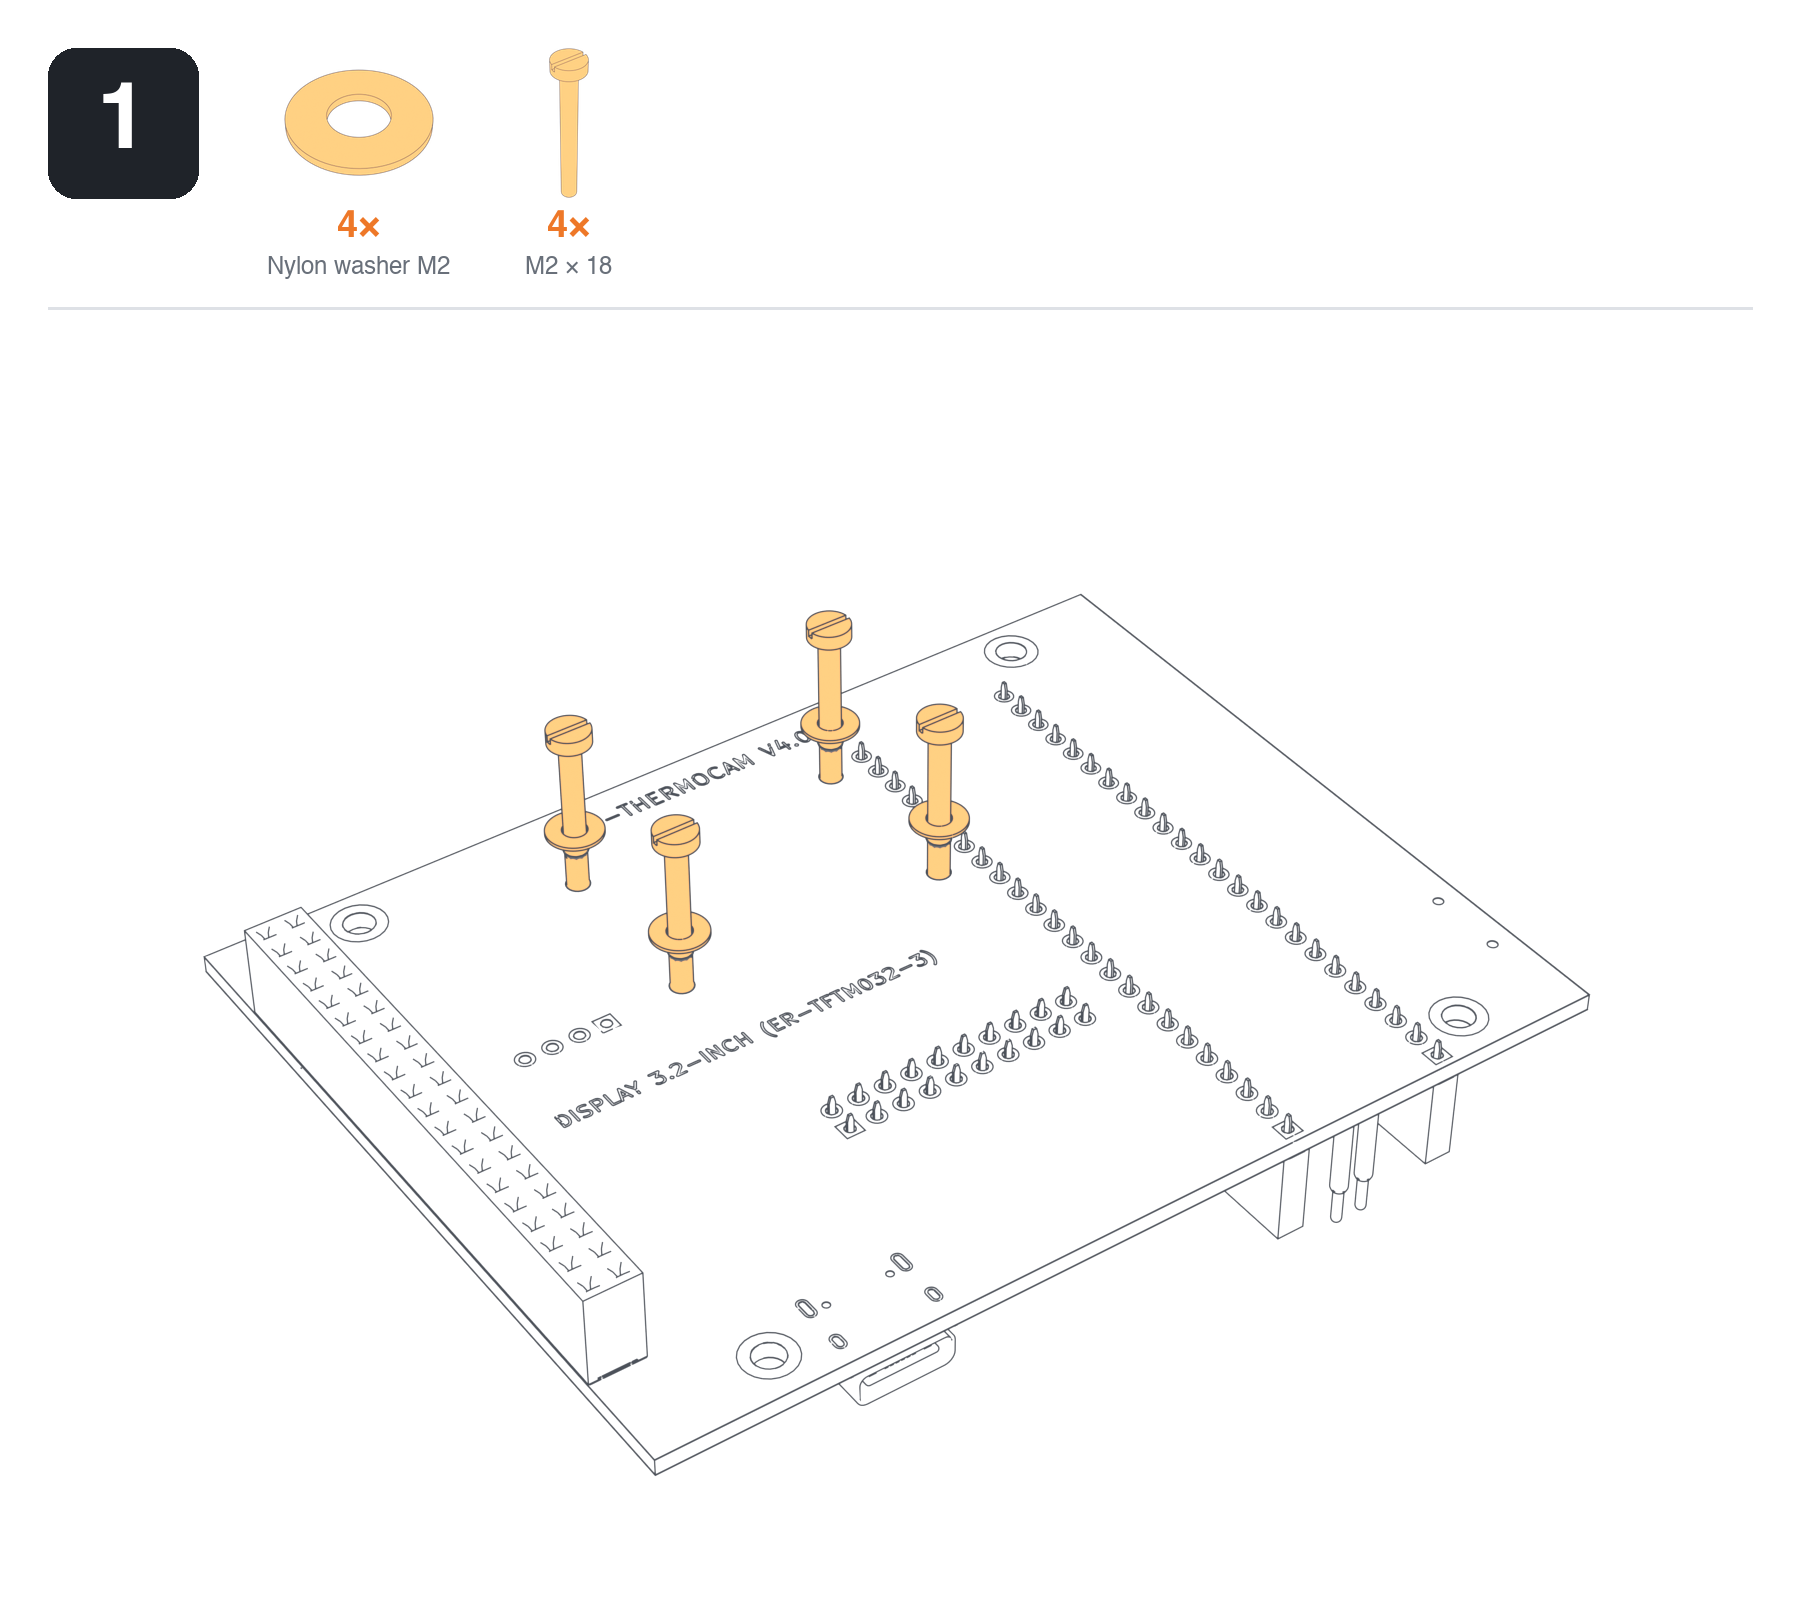 1
4×
Nylon washer M2
4×
M2 × 18
-THERMOCAM V4.0
DISPLAY 3.2-INCH (ER-TFTM032-3)